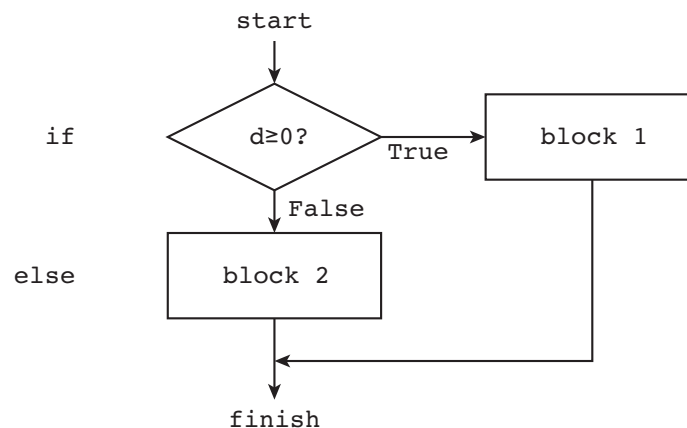 start
if
d≥0?
True
block 1
False
else
block 2
finish